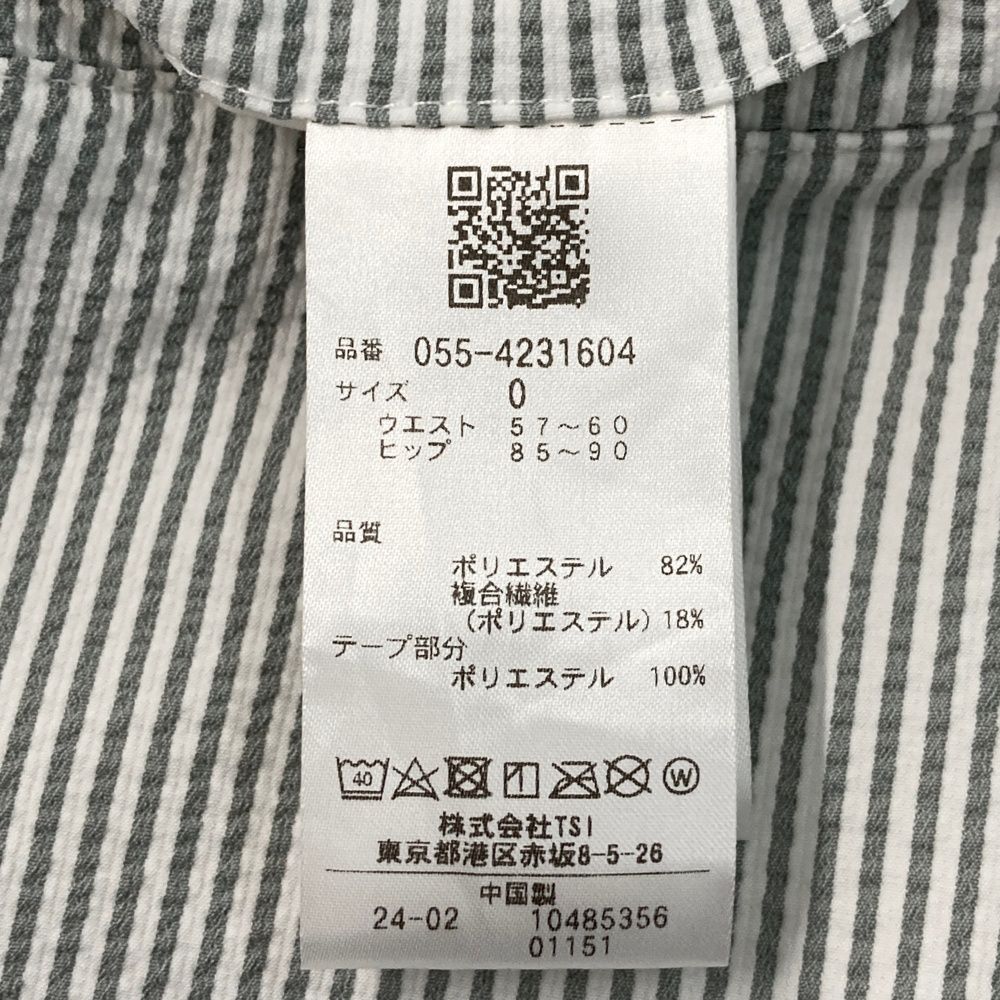 品番 055-4231604
サイズ 0
ウエスト 57〜60
ヒップ 85〜90
品質
ポリエステル 82%
複合繊維
(ポリエステル) 18%
テープ部分
ポリエステル 100%
40
W
株式会社TSI
東京都港区赤坂8-5-26
中国製
24-02 10485356
01151